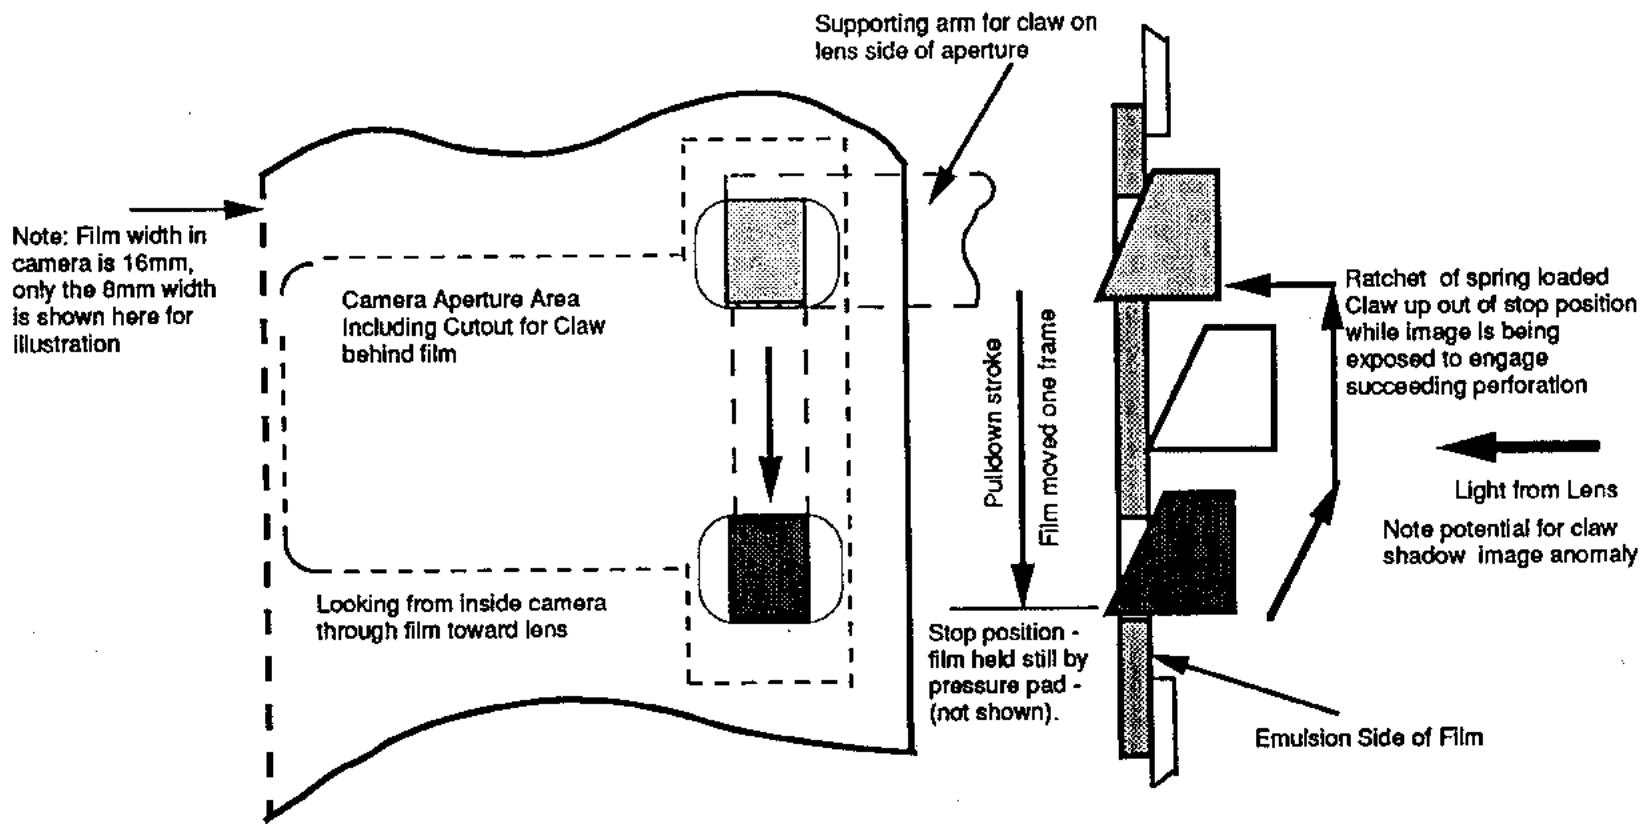 Supporting arm for claw on
lens side of aperture
Note: Film width in
camera is 16mm,
only the 8mm width
is shown here for
illustration
Camera Aperture Area
Including Cutout for Claw
behind film
Looking from inside camera
through film toward lens
Pulldown stroke
Film moved one frame
Stop position -
film held still by
pressure pad -
(not shown).
Ratchet of spring loaded
Claw up out of stop position
while image is being
exposed to engage
succeeding perforation
Light from Lens
Note potential for claw
shadow image anomaly
Emulsion Side of Film